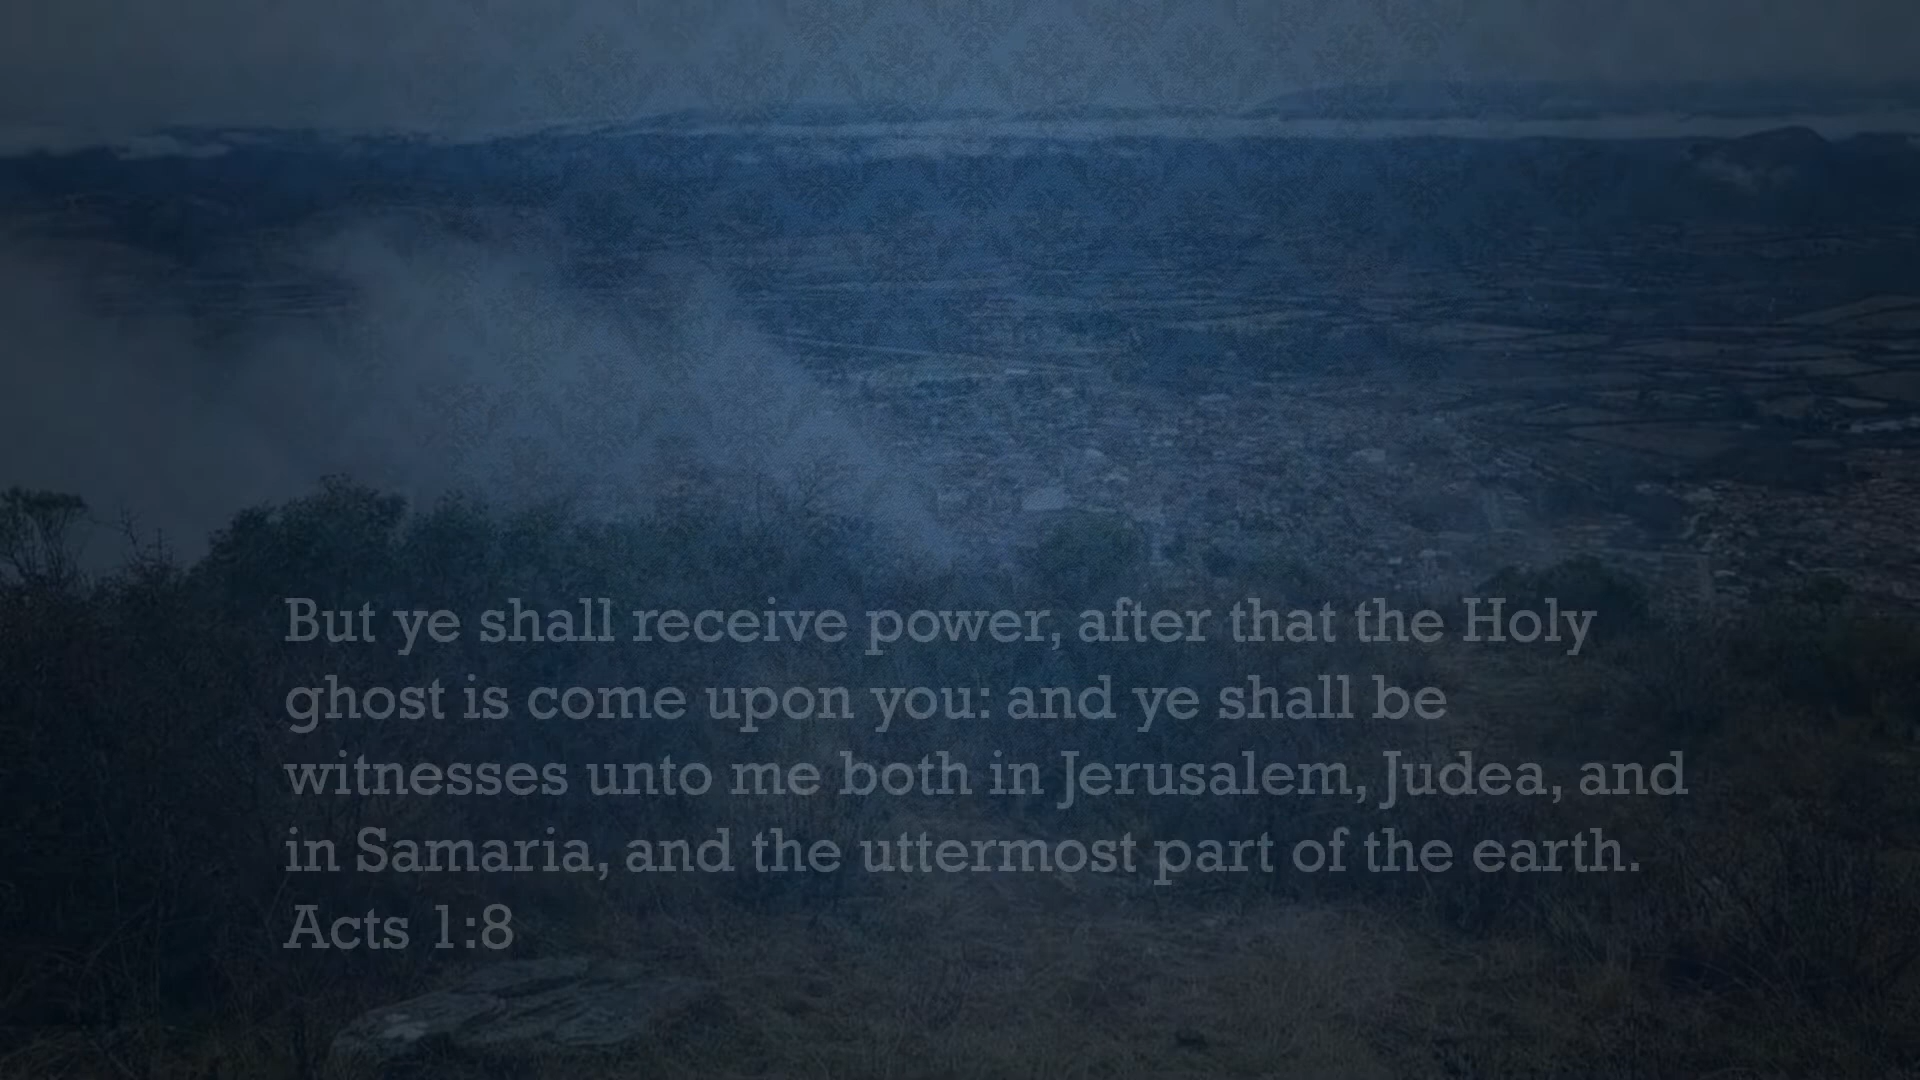 But ye shall receive power, after that the Holy
ghost is come upon you: and ye shall be
witnesses unto me both in Jerusalem, Judea, and
in Samaria, and the uttermost part of the earth.
Acts 1:8